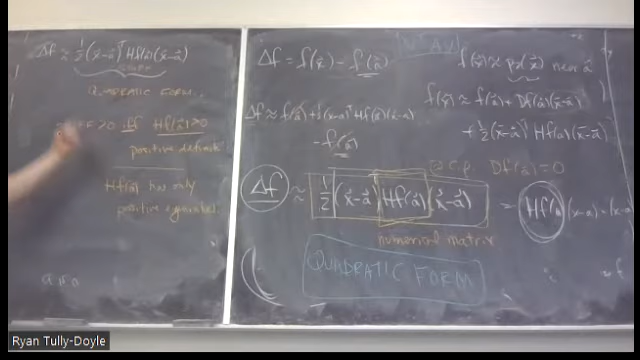 Δf ≈ 1/2 (x⃗-a⃗)ᵀ Hf(a⃗)(x⃗-a⃗)
QUADRATIC FORM
>0 iff Hf(a⃗)>0
positive definite
Hf(a⃗) has only
positive eigenvalues
Δf = f(x⃗) - f(a⃗)
Δf ≈ f(a⃗) + 1/2 (x-a)ᵀ Hf(a)(x-a)
- f(a⃗)
Δf ≈ 1/2 (x⃗-a⃗)ᵀ Hf(a⃗) (x⃗-a⃗)
numerical matrix
QUADRATIC FORM
f(x⃗) ≈ p₂(x⃗) near a⃗
f(x⃗) ≈ f(a⃗) + Df(a⃗)(x⃗-a⃗)
+ 1/2 (x⃗-a⃗)ᵀ Hf(a)(x⃗-a⃗)
@ c.p. Df(a⃗) = 0
Ryan Tully-Doyle